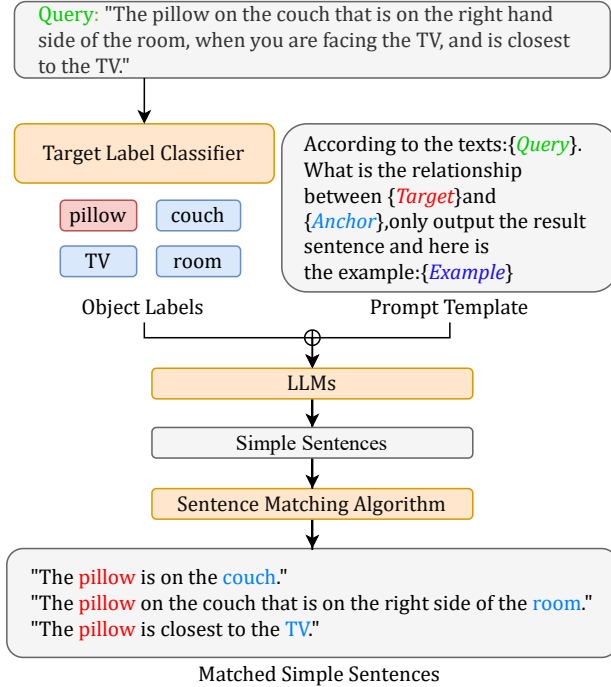 Query: "The pillow on the couch that is on the right hand
side of the room, when you are facing the TV, and is closest
to the TV."
Target Label Classifier
pillow
couch
TV
room
Object Labels
According to the texts:{Query}.
What is the relationship
between {Target}and
{Anchor},only output the result
sentence and here is
the example:{Example}
Prompt Template
LLMs
Simple Sentences
Sentence Matching Algorithm
"The pillow is on the couch."
"The pillow on the couch that is on the right side of the room."
"The pillow is closest to the TV."
Matched Simple Sentences